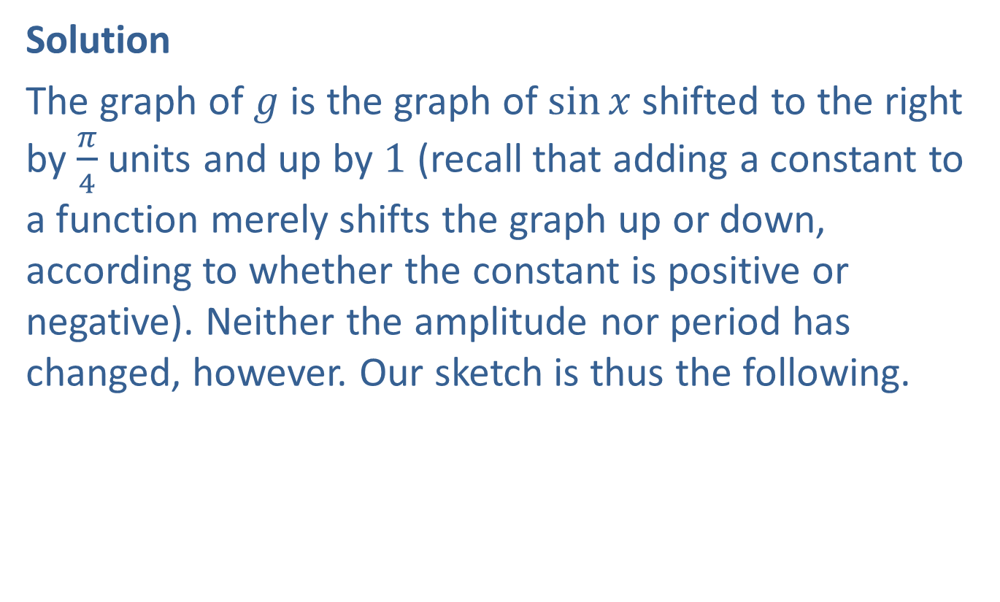 Solution
The graph of g is the graph of sin x shifted to the right
by π/4 units and up by 1 (recall that adding a constant to
a function merely shifts the graph up or down,
according to whether the constant is positive or
negative). Neither the amplitude nor period has
changed, however. Our sketch is thus the following.